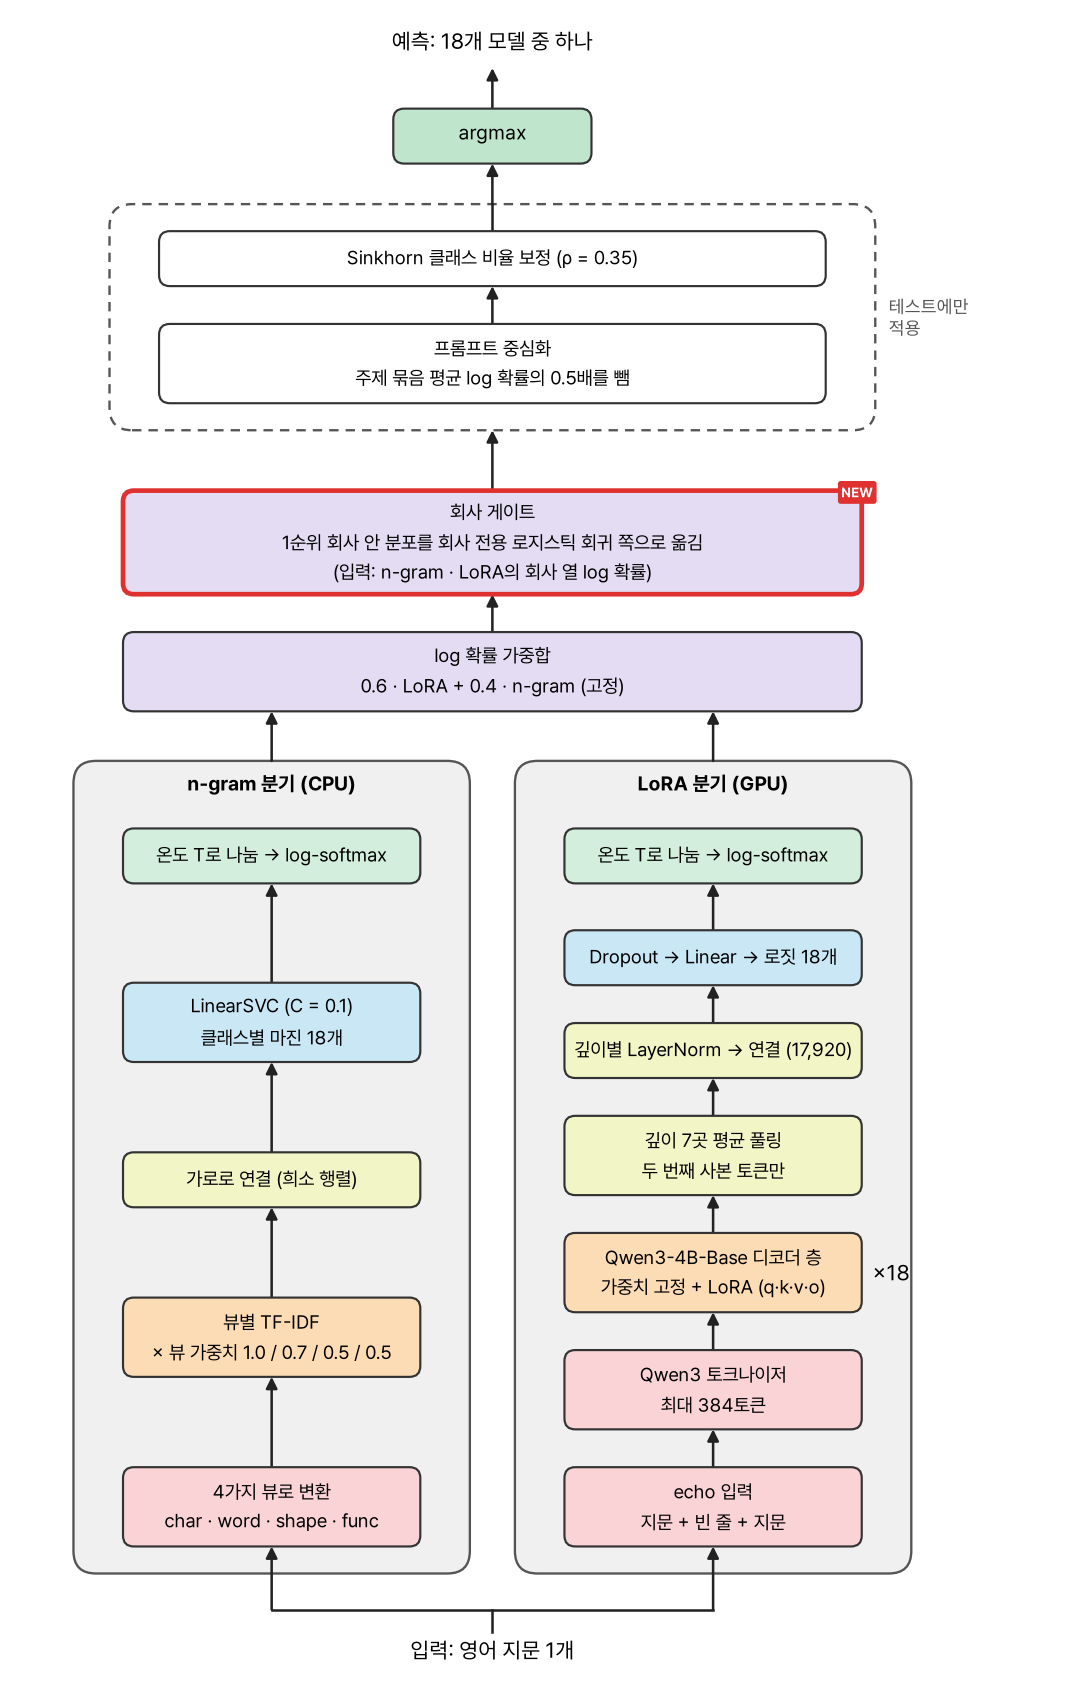 예측: 18개 모델 중 하나
argmax
Sinkhorn 클래스 비율 보정 (ρ = 0.35)
테스트에만
적용
프롬프트 중심화
주제 묶음 평균 log 확률의 0.5배를 뺌
NEW
회사 게이트
1순위 회사 안 분포를 회사 전용 로지스틱 회귀 쪽으로 옮김
(입력: n-gram · LoRA의 회사 열 log 확률)
log 확률 가중합
0.6 · LoRA + 0.4 · n-gram (고정)
n-gram 분기 (CPU)
온도 T로 나눔 → log-softmax
LinearSVC (C = 0.1)
클래스별 마진 18개
가로로 연결 (희소 행렬)
뷰별 TF-IDF
× 뷰 가중치 1.0 / 0.7 / 0.5 / 0.5
4가지 뷰로 변환
char · word · shape · func
LoRA 분기 (GPU)
온도 T로 나눔 → log-softmax
Dropout → Linear → 로짓 18개
깊이별 LayerNorm → 연결 (17,920)
깊이 7곳 평균 풀링
두 번째 사본 토큰만
Qwen3-4B-Base 디코더 층
가중치 고정 + LoRA (q·k·v·o)
×18
Qwen3 토크나이저
최대 384토큰
echo 입력
지문 + 빈 줄 + 지문
입력: 영어 지문 1개